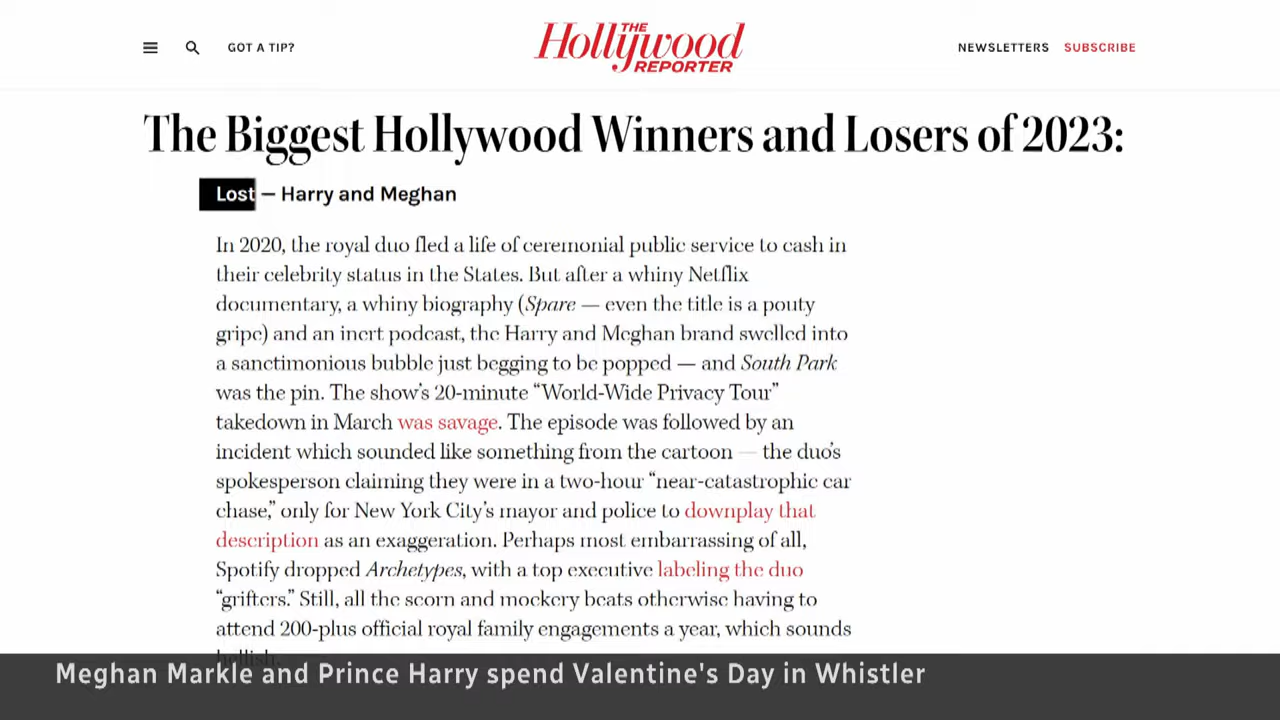 GOT A TIP?
THE
Hollywood
REPORTER
NEWSLETTERS SUBSCRIBE
The Biggest Hollywood Winners and Losers of 2023:
Lost — Harry and Meghan
In 2020, the royal duo fled a life of ceremonial public service to cash in
their celebrity status in the States. But after a whiny Netflix
documentary, a whiny biography (Spare — even the title is a pouty
gripe) and an inert podcast, the Harry and Meghan brand swelled into
a sanctimonious bubble just begging to be popped — and South Park
was the pin. The show's 20-minute “World-Wide Privacy Tour”
takedown in March was savage. The episode was followed by an
incident which sounded like something from the cartoon — the duo's
spokesperson claiming they were in a two-hour “near-catastrophic car
chase,” only for New York City's mayor and police to downplay that
description as an exaggeration. Perhaps most embarrassing of all,
Spotify dropped Archetypes, with a top executive labeling the duo
“grifters.” Still, all the scorn and mockery beats otherwise having to
attend 200-plus official royal family engagements a year, which sounds
hellish.
Meghan Markle and Prince Harry spend Valentine's Day in Whistler